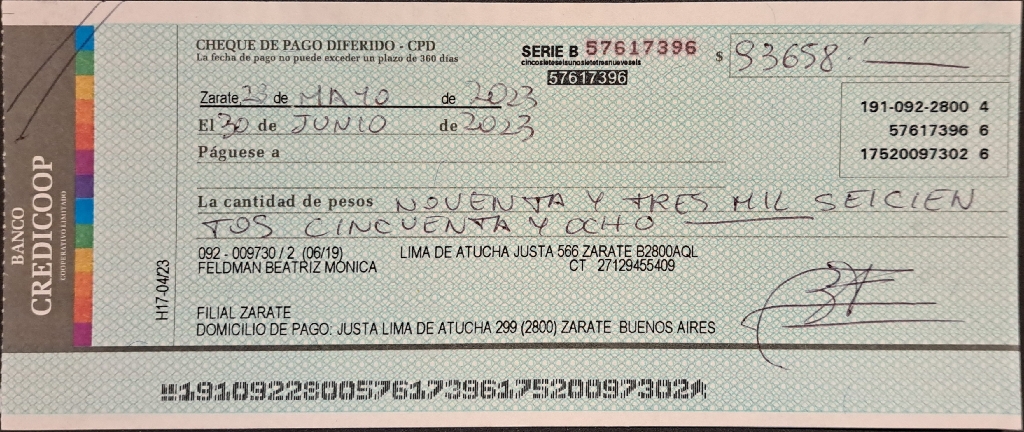 BANCO
CREDICOOP
COOPERATIVO LIMITADO
CHEQUE DE PAGO DIFERIDO - CPD
La fecha de pago no puede exceder un plazo de 360 días
SERIE B 57617396
cincosieteseisunosietetresnueveseis
57617396
$ 93658.-
Zarate, 23 de MAYO de 2023
El 30 de JUNIO de 2023
Páguese a
191-092-2800 4
57617396 6
17520097302 6
La cantidad de pesos NOVENTA Y TRES MIL SEICIEN
TOS CINCUENTA Y OCHO
092 - 009730 / 2 (06/19) LIMA DE ATUCHA JUSTA 566 ZARATE B2800AQL
FELDMAN BEATRIZ MONICA CT 27129455409
H17-04/23
FILIAL ZARATE
DOMICILIO DE PAGO: JUSTA LIMA DE ATUCHA 299 (2800) ZARATE BUENOS AIRES
19109228005761739617520097302